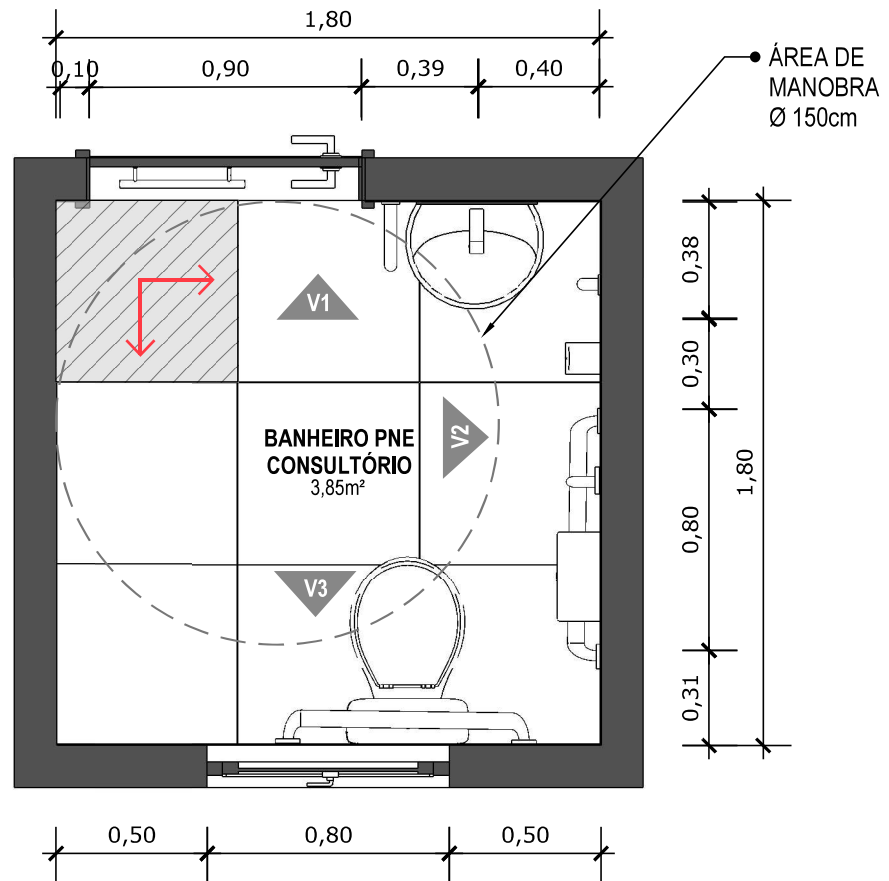 1,80
0,10
0,90
0,39
0,40
ÁREA DE
MANOBRA
Ø 150cm
V1
0,38
0,30
V2
BANHEIRO PNE
CONSULTÓRIO
3,85m²
0,80
1,80
V3
0,31
0,50
0,80
0,50